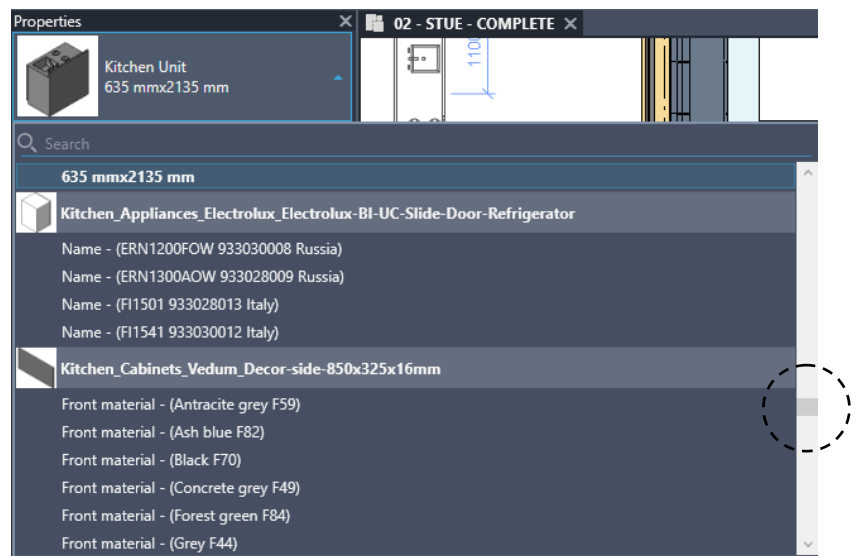 Properties
02 - STUE - COMPLETE
Kitchen Unit
635 mmx2135 mm
1100
Search
635 mmx2135 mm
Kitchen_Appliances_Electrolux_Electrolux-BI-UC-Slide-Door-Refrigerator
Name - (ERN1200FOW 933030008 Russia)
Name - (ERN1300AOW 933028009 Russia)
Name - (FI1501 933028013 Italy)
Name - (FI1541 933030012 Italy)
Kitchen_Cabinets_Vedum_Decor-side-850x325x16mm
Front material - (Antracite grey F59)
Front material - (Ash blue F82)
Front material - (Black F70)
Front material - (Concrete grey F49)
Front material - (Forest green F84)
Front material - (Grey F44)